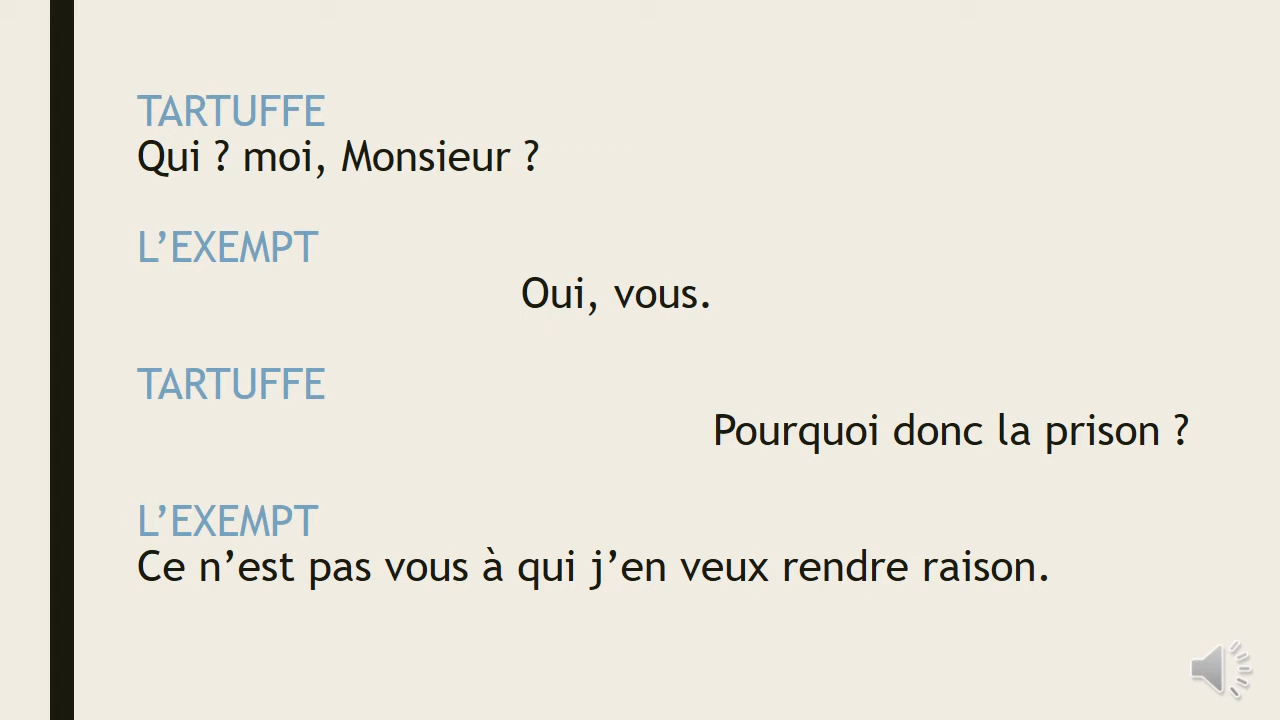 TARTUFFE
Qui ? moi, Monsieur ?
L’EXEMPT
Oui, vous.
TARTUFFE
Pourquoi donc la prison ?
L’EXEMPT
Ce n’est pas vous à qui j’en veux rendre raison.